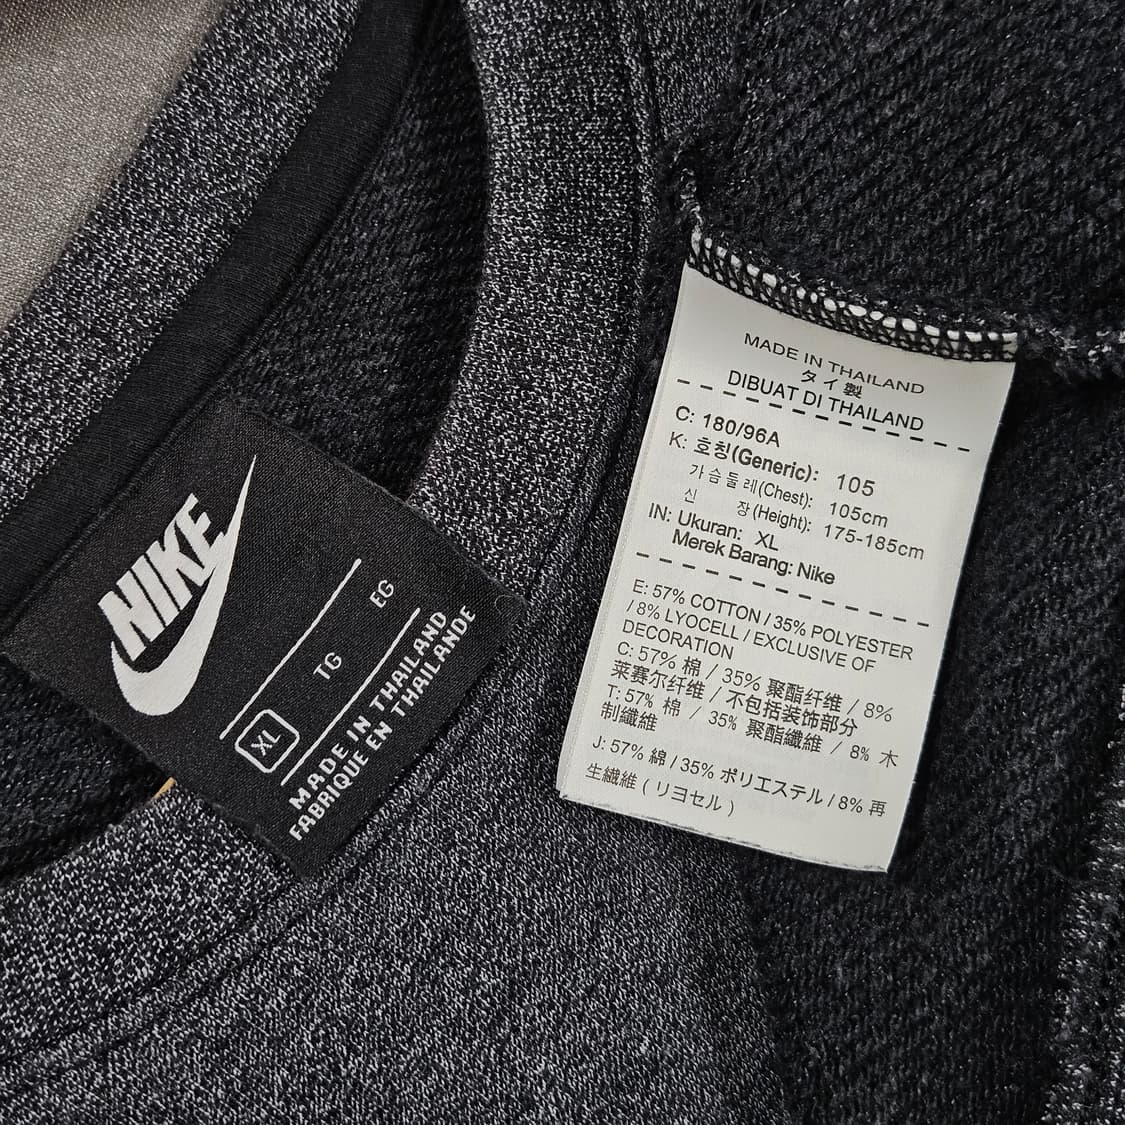 NIKE
XL TG EG
MADE IN THAILAND
FABRIQUE EN THAILANDE
MADE IN THAILAND
タイ製
DIBUAT DI THAILAND
C: 180/96A
K: 호칭(Generic): 105
가슴둘레(Chest): 105cm
신 장(Height): 175-185cm
IN: Ukuran: XL
Merek Barang: Nike
E: 57% COTTON / 35% POLYESTER
/ 8% LYOCELL / EXCLUSIVE OF
DECORATION
C: 57% 棉 / 35% 聚酯纤维 / 8%
莱赛尔纤维 / 不包括装饰部分
T: 57% 棉 / 35% 聚酯纖維 / 8% 木
制纖維
J: 57% 綿 / 35% ポリエステル / 8% 再
生繊維 ( リヨセル )